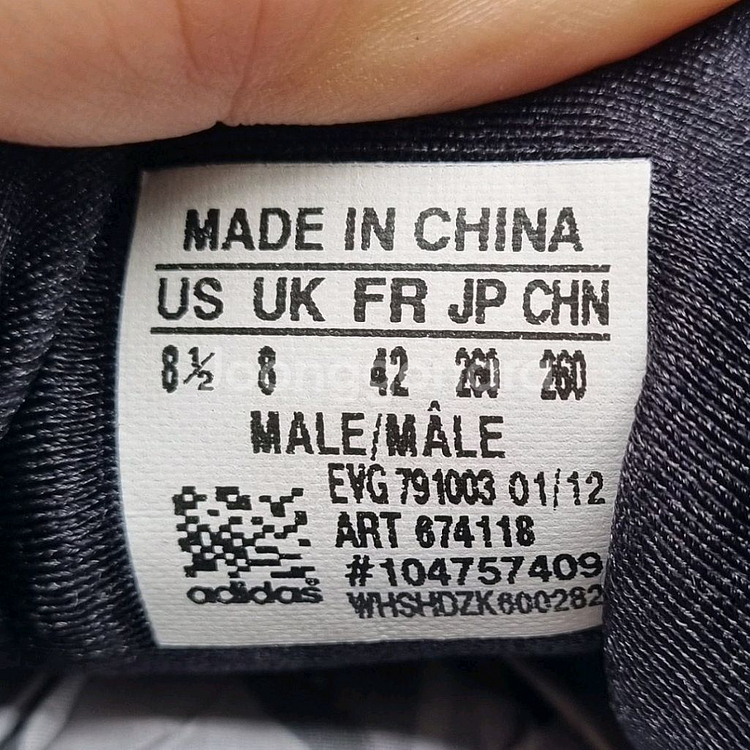 MADE IN CHINA
US UK FR JP CHN
8½ 8 42 260 260
MALE/MÂLE
EVG 791003 01/12
ART 674118
#104757409
WHSHDZK600282
adidas